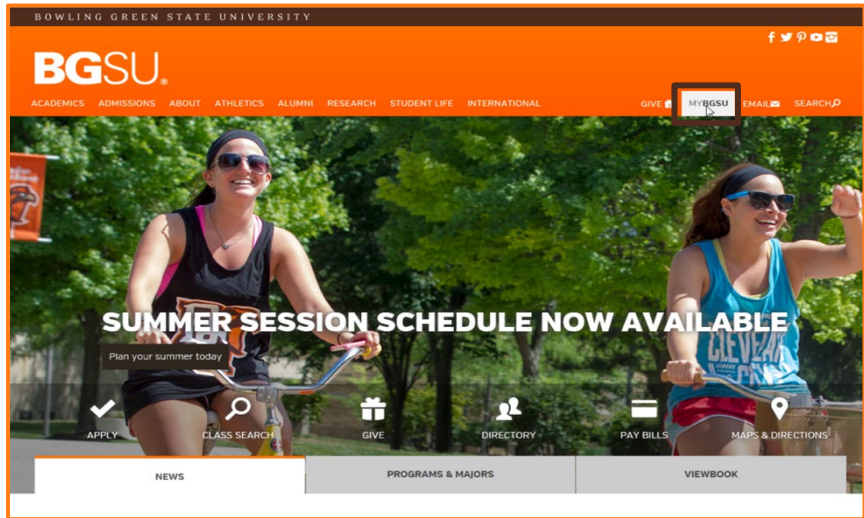 BOWLING GREEN STATE UNIVERSITY
BGSU®
ACADEMICS ADMISSIONS ABOUT ATHLETICS ALUMNI RESEARCH STUDENT LIFE INTERNATIONAL GIVE MYBGSU EMAIL SEARCH
SUMMER SESSION SCHEDULE NOW AVAILABLE
Plan your summer today
APPLY CLASS SEARCH GIVE DIRECTORY PAY BILLS MAPS & DIRECTIONS
NEWS PROGRAMS & MAJORS VIEWBOOK